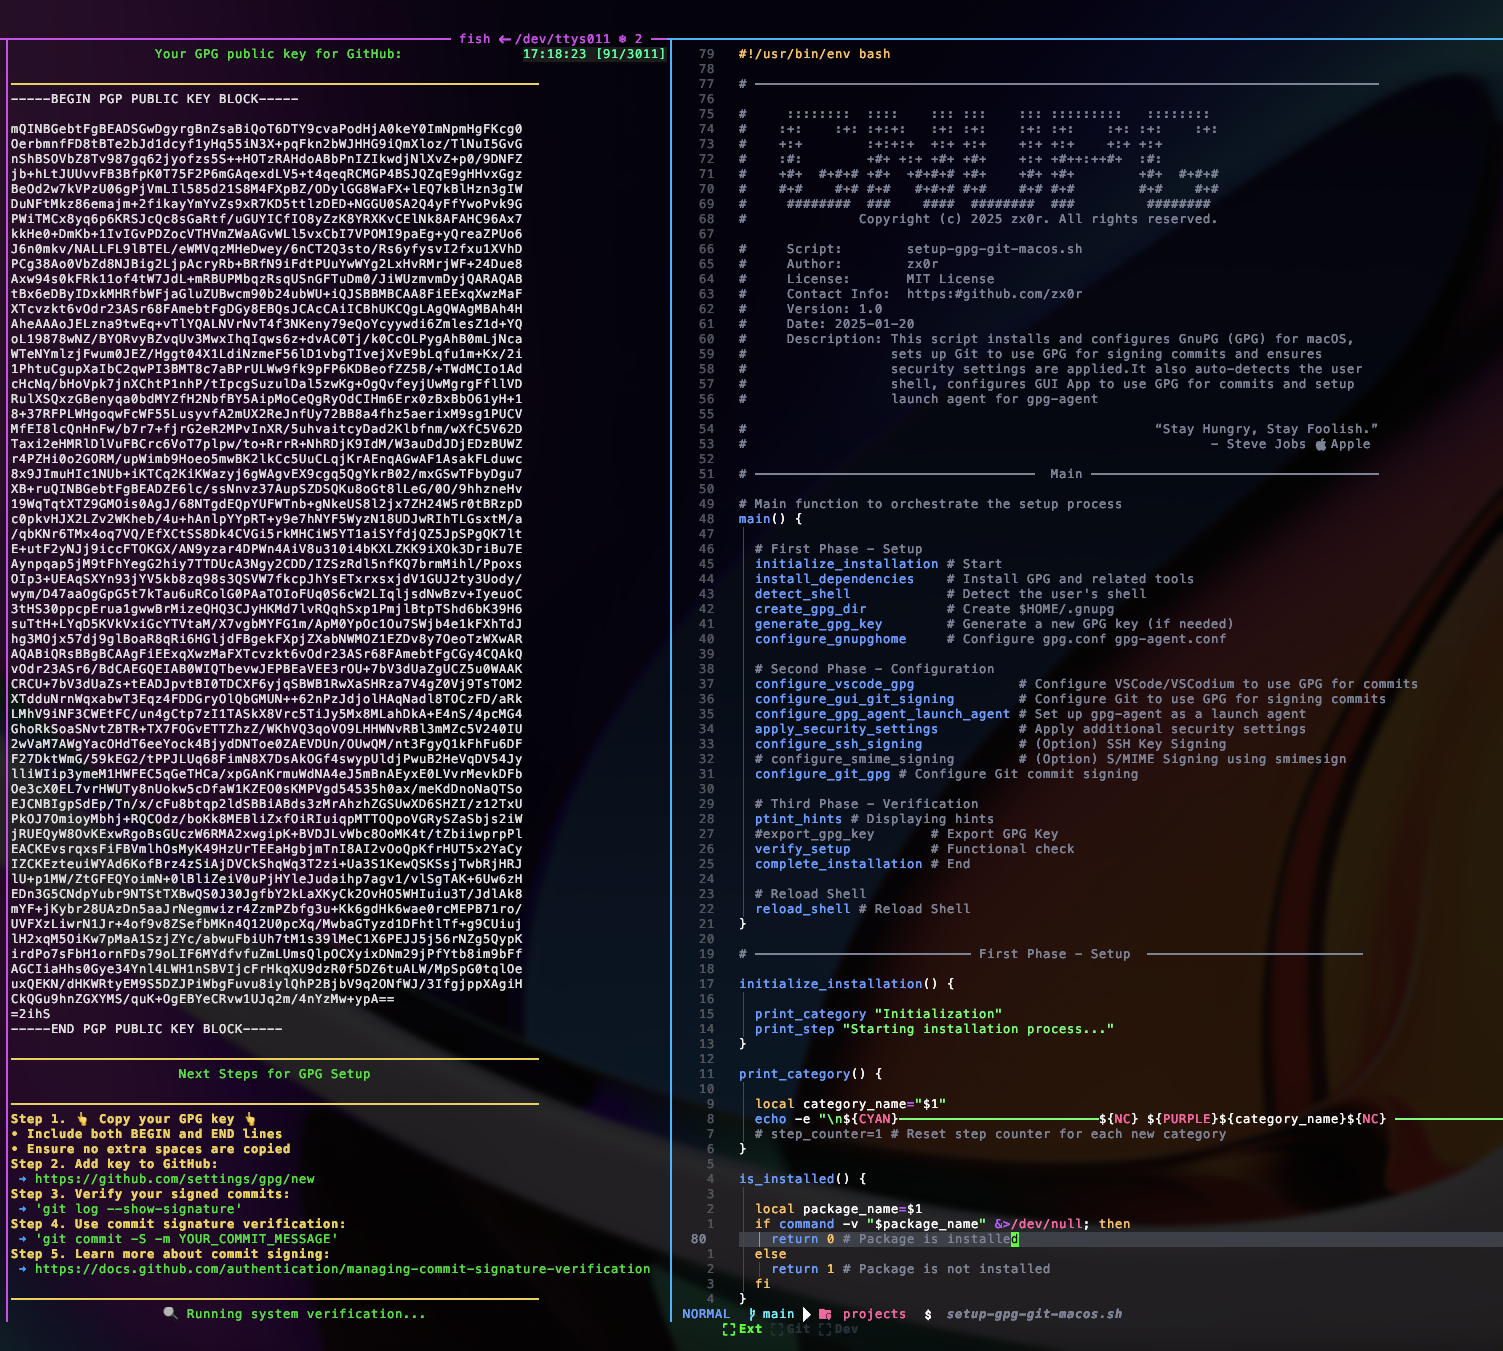 fish ← /dev/ttys011 ❄ 2
Your GPG public key for GitHub:
17:18:23 [91/3011]
-----BEGIN PGP PUBLIC KEY BLOCK-----
mQINBGebtFgBEADSGwDgyrgBnZsaBiQoT6DTY9cvaPodHjA0keY0ImNpmHgFKcg0
OerbmnfFD8tBTe2bJd1dcyf1yHq55iN3X+pqFkn2bWJHHG9iQmXloz/TlNuI5GvG
nShBSOVbZ8Tv987gq62jyofzs5S++HOTzRAHdoABbPnIZIkwdjNlXvZ+p0/9DNFZ
jb+hLtJUUvvFB3BfpK0T75F2P6mGAqexdLV5+t4qeqRCMGP4BSJQZqE9gHHvxGgz
BeOd2w7kVPzU06gPjVmLIl585d21S8M4FXpBZ/ODylGG8WaFX+lEQ7kBlHzn3gIW
DuNFtMkz86emajm+2fikayYmYvZs9xR7KD5ttlzDED+NGGU0SA2Q4yFfYwoPvk9G
PWiTMCx8yq6p6KRSJcQc8sGaRtf/uGUYICfIO8yZzK8YRXKvCElNk8AFAHC96Ax7
kkHe0+DmKb+1IvIGvPDZocVTHVmZWaAGvWLl5vxCbI7VPOMI9paEg+yQreaZPUo6
J6n0mkv/NALLFL9lBTEL/eWMVqzMHeDwey/6nCT2Q3sto/Rs6yfysvI2fxu1XVhD
PCg38Ao0VbZd8NJBig2LjpAcryRb+BRfN9iFdtPUuYwWYg2LxHvRMrjWF+24Due8
Axw94s0kFRk11of4tW7JdL+mRBUPMbqzRsqUSnGFTuDm0/JiWUzmvmDyjQARAQAB
tBx6eDByIDxkMHRfbWFjaGluZUBwcm90b24ubWU+iQJSBBMBCAA8FiEExqXwzMaF
XTcvzkt6vOdr23ASr68FAmebtFgDGy8EBQsJCAcCAiICBhUKCQgLAgQWAgMBAh4H
AheAAAoJELzna9twEq+vTlYQALNVrNvT4f3NKeny79eQoYcyywdi6ZmlesZ1d+YQ
oL19878wNZ/BYORvyBZvqUv3MwxIhqIqws6z+dvAC0Tj/k0CcOLPygAhB0mLjNca
WTeNYmlzjFwum0JEZ/Hggt04X1LdiNzmeF56lD1vbgTIvejXvE9bLqfu1m+Kx/2i
1PhtuCgupXaIbC2qwPI3BMT8c7aBPrULWw9fk9pFP6KDBeofZZ5B/+TWdMCIo1Ad
cHcNq/bHoVpk7jnXChtP1nhP/tIpcgSuzulDal5zwKg+OgQvfeyjUwMgrgFfllVD
RulXSQxzGBenyqa0bdMYZfH2NbfBY5AipMoCeQgRyOdCIHm6Erx0zBxBbO61yH+1
8+37RFPLWHgoqwFcWF55LusyvfA2mUX2ReJnfUy72BB8a4fhz5aerixM9sg1PUCV
MfEI8lcQnHnFw/b7r7+fjrG2eR2MPvInXR/5uhvaitcyDad2Klbfnm/wXfC5V62D
Taxi2eHMRlDlVuFBCrc6VoT7plpw/to+RrrR+NhRDjK9IdM/W3auDdJDjEDzBUWZ
r4PZHi0o2GORM/upWimb9Hoeo5mwBK2lkCc5UuCLqjKrAEnqAGwAF1AsakFLduwc
8x9JImuHIc1NUb+iKTCq2KiKWazyj6gWAgvEX9cgq5QgYkrB02/mxGSwTFbyDgu7
XB+ruQINBGebtFgBEADZE6lc/ssNnvz37AupSZDSQKu8oGt8lLeG/0O/9hhzneHv
19WqTqtXTZ9GMOis0AgJ/68NTgdEQpYUFWTnb+gNkeUS8l2jx7ZH24W5r0tBRzpD
c0pkvHJX2LZv2WKheb/4u+hAnlpYYpRT+y9e7hNYF5WyzN18UDJwRIhTLGsxtM/a
/qbKNr6TMx4oq7VQ/EfXCtSS8Dk4CVGi5rkMHCiW5YT1aiSYfdjQZ5JpSPgQK7lt
E+utF2yNJj9iccFTOKGX/AN9yzar4DPWn4AiV8u310i4bKXLZKK9iXOk3DriBu7E
Aynpqap5jM9tFhYegG2hiy7TTDUcA3Ngy2CDD/IZSzRdl5nfKQ7brmMihl/Ppoxs
OIp3+UEAqSXYn93jYV5kb8zq98s3QSVW7fkcpJhYsETxrxsxjdV1GUJ2ty3Uody/
wym/D47aaOgGpG5t7kTau6uRColG0PAaTOIoFUq0S6cW2LIqljsdNwBzv+IyeuoC
3tHS30ppcpErua1gwwBrMizeQHQ3CJyHKMd7lvRQqhSxp1PmjlBtpTShd6bK39H6
suTtH+LYqD5KVkVxiGcYTVtaM/X7vgbMYFG1m/ApM0YpOc1Ou7SWjb4e1kFXhTdJ
hg3MOjx57dj9glBoaR8qRi6HGljdFBgekFXpjZXabNWMOZ1EZDv8y7OeoTzWXwAR
AQABiQRsBBgBCAAgFiEExqXwzMaFXTcvzkt6vOdr23ASr68FAmebtFgCGy4CQAkQ
vOdr23ASr6/BdCAEGQEIAB0WIQTbevwJEPBEaVEE3rOU+7bV3dUaZgUCZ5u0WAAK
CRCU+7bV3dUaZs+tEADJpvtBI0TDCXF6yjqSBWB1RwXaSHRza7V4gZ0Vj9TsTOM2
XTdduNrnWqxabwT3Eqz4FDDGryOlQbGMUN++62nPzJdjolHAqNadl8TOCzFD/aRk
LMhV9iNF3CWEtFC/un4gCtp7zI1TASkX8Vrc5TiJy5Mx8MLahDkA+E4nS/4pcMG4
GhoRkSoaSNvtZBTR+TX7FOGvETTZhzZ/WKhVQ3qoVO9LHHWNvRBl3mMZc5V240IU
2wVaM7AWgYacOHdT6eeYock4BjydDNToe0ZAEVDUn/OUwQM/nt3FgyQ1kFhFu6DF
F27DktWmG/59kEG2/tPPJLUq68FimN8X7DsAkOGf4swypUldjPwuB2HeVqDV54Jy
lliWIip3ymeM1HWFEC5qGeTHCa/xpGAnKrmuWdNA4eJ5mBnAEyxE0LVvrMevkDFb
Oe3cX0EL7vrHWUTy8nUokw5cDfaW1KZEO0sKMPVgd54535h0ax/meKdDnoNaQTSo
EJCNBIgpSdEp/Tn/x/cFu8btqp2ldSBBiABds3zMrAhzhZGSUwXD6SHZI/z12TxU
PkOJ7OmioyMbhj+RQCOdz/boKk8MEBliZxfOiRIuiqpMTTOQpoVGRySZaSbjs2iW
jRUEQyW8OvKExwRgoBsGUczW6RMA2xwgipK+BVDJLvWbc8OoMK4t/tZbiiwprpPl
EACKEvsrqxsFiFBVmlhOsMyK49HzUrTEEaHgbjmTnI8AI2vOoQpKfrHUT5x2YaCy
IZCKEzteuiWYAd6KofBrz4zSiAjDVCkShqWq3T2zi+Ua3S1KewQSKSsjTwbRjHRJ
lU+p1MW/ZtGFEQYoimN+0lBliZeiV0uPjHYleJudaihp7agv1/vlSgTAK+6Uw6zH
EDn3G5CNdpYubr9NTStTXBwQS0J30JgfbY2kLaXKyCk2OvHO5WHIuiu3T/JdlAk8
mYF+jKybr28UAzDn5aaJrNegmwizr4ZzmPZbfg3u+Kk6gdHk6wae0rcMEPB71ro/
UVFXzLiwrN1Jr+4of9v8ZSefbMKn4Q12U0pcXq/MwbaGTyzd1DFhtlTf+g9CUiuj
lH2xqM5OiKw7pMaA1SzjZYc/abwuFbiUh7tM1s39lMeC1X6PEJJ5j56rNZg5QypK
irdPo7sFbH1ornFDs79oLIF6MYdfvfuZmLUmsQlpOCXyixDNm29jPfYtb8im9bFf
AGCIiaHhs0Gye34Ynl4LWH1nSBVIjcFrHkqXU9dzR0f5DZ6tuALW/MpSpG0tqlOe
uxQEKN/dHKWRtyEM9S5DZJPiWbgFuvu8iylQhP2BjbV9q2ONfWJ/3IfgjppXAgiH
CkQGu9hnZGXYMS/quK+OgEBYeCRvw1UJq2m/4nYzMw+ypA==
=2ihS
-----END PGP PUBLIC KEY BLOCK-----
Next Steps for GPG Setup
Step 1. 👆 Copy your GPG key 👆
• Include both BEGIN and END lines
• Ensure no extra spaces are copied
Step 2. Add key to GitHub:
→ https://github.com/settings/gpg/new
Step 3. Verify your signed commits:
→ 'git log --show-signature'
Step 4. Use commit signature verification:
→ 'git commit -S -m YOUR_COMMIT_MESSAGE'
Step 5. Learn more about commit signing:
→ https://docs.github.com/authentication/managing-commit-signature-verification
🔍 Running system verification...
79 #!/usr/bin/env bash
78
77 # ──────────
76
75 #     ::::::::  ::::    ::: :::    ::: :::::::::   ::::::::
74 #    :+:    :+: :+:+:   :+: :+:    :+: :+:    :+: :+:    :+:
73 #    +:+        :+:+:+  +:+ +:+    +:+ +:+    +:+ +:+
72 #    :#:        +#+ +:+ +#+ +#+    +:+ +#++:++#+  :#:
71 #    +#+  #+#+# +#+  +#+#+# +#+    +#+ +#+        +#+  #+#+#
70 #    #+#    #+# #+#   #+#+# #+#    #+# #+#        #+#    #+#
69 #     ########  ###    ####  ########  ###         ########
68 #              Copyright (c) 2025 zx0r. All rights reserved.
67
66 #     Script:        setup-gpg-git-macos.sh
65 #     Author:        zx0r
64 #     License:       MIT License
63 #     Contact Info:  https:#github.com/zx0r
62 #     Version: 1.0
61 #     Date: 2025-01-20
60 #     Description: This script installs and configures GnuPG (GPG) for macOS,
59 #                  sets up Git to use GPG for signing commits and ensures
58 #                  security settings are applied.It also auto-detects the user
57 #                  shell, configures GUI App to use GPG for commits and setup
56 #                  launch agent for gpg-agent
55
54 # “Stay Hungry, Stay Foolish.”
53 # — Steve Jobs  Apple
52
51 # ────────── Main ──────────
50
49 # Main function to orchestrate the setup process
48 main() {
47
46   # First Phase - Setup
45   initialize_installation # Start
44   install_dependencies    # Install GPG and related tools
43   detect_shell            # Detect the user's shell
42   create_gpg_dir          # Create $HOME/.gnupg
41   generate_gpg_key        # Generate a new GPG key (if needed)
40   configure_gnupghome     # Configure gpg.conf gpg-agent.conf
39
38   # Second Phase - Configuration
37   configure_vscode_gpg             # Configure VSCode/VSCodium to use GPG for commits
36   configure_gui_git_signing        # Configure Git to use GPG for signing commits
35   configure_gpg_agent_launch_agent # Set up gpg-agent as a launch agent
34   apply_security_settings          # Apply additional security settings
33   configure_ssh_signing            # (Option) SSH Key Signing
32   # configure_smime_signing        # (Option) S/MIME Signing using smimesign
31   configure_git_gpg # Configure Git commit signing
30
29   # Third Phase - Verification
28   ptint_hints # Displaying hints
27   #export_gpg_key       # Export GPG Key
26   verify_setup          # Functional check
25   complete_installation # End
24
23   # Reload Shell
22   reload_shell # Reload Shell
21 }
20
19 # ────────── First Phase - Setup ──────────
18
17 initialize_installation() {
16
15   print_category "Initialization"
14   print_step "Starting installation process..."
13 }
12
11 print_category() {
10
9   local category_name="$1"
8   echo -e "\n${CYAN}──────────${NC} ${PURPLE}${category_name}${NC} ──────────
7   # step_counter=1 # Reset step counter for each new category
6 }
5
4 is_installed() {
3
2   local package_name=$1
1   if command -v "$package_name" &>/dev/null; then
80     return 0 # Package is installed
1   else
2     return 1 # Package is not installed
3   fi
4 }
NORMAL main projects $ setup-gpg-git-macos.sh
Ext Git Dev